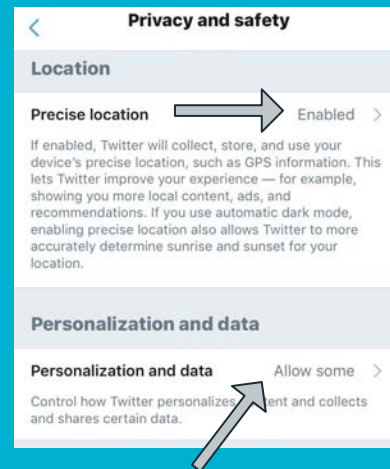 Privacy and safety
Location
Precise location Enabled
If enabled, Twitter will collect, store, and use your
device's precise location, such as GPS information. This
lets Twitter improve your experience — for example,
showing you more local content, ads, and
recommendations. If you use automatic dark mode,
enabling precise location also allows Twitter to more
accurately determine sunrise and sunset for your
location.
Personalization and data
Personalization and data Allow some
Control how Twitter personalizes and collects
and shares certain data.